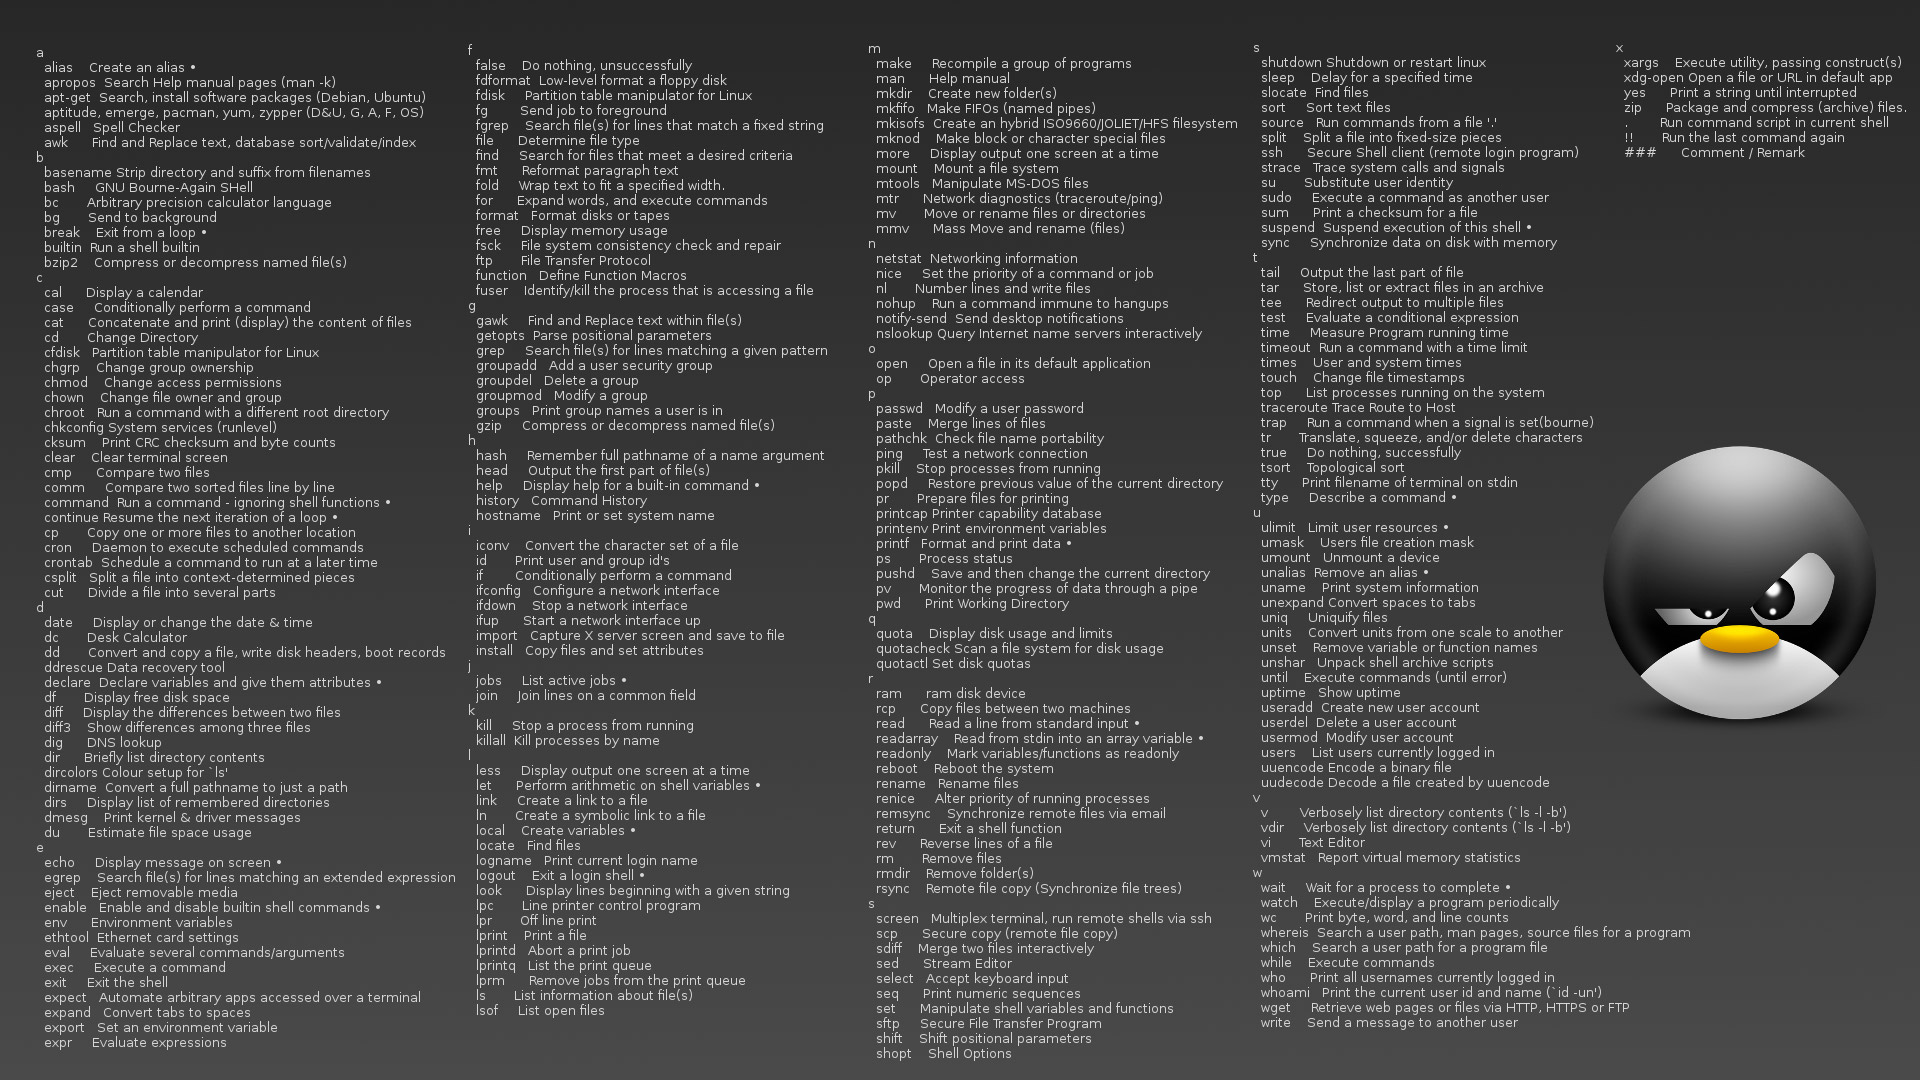 a
alias Create an alias •
apropos Search Help manual pages (man -k)
apt-get Search, install software packages (Debian, Ubuntu)
aptitude, emerge, pacman, yum, zypper (D&U, G, A, F, OS)
aspell Spell Checker
awk Find and Replace text, database sort/validate/index
b
basename Strip directory and suffix from filenames
bash GNU Bourne-Again SHell
bc Arbitrary precision calculator language
bg Send to background
break Exit from a loop •
builtin Run a shell builtin
bzip2 Compress or decompress named file(s)
c
cal Display a calendar
case Conditionally perform a command
cat Concatenate and print (display) the content of files
cd Change Directory
cfdisk Partition table manipulator for Linux
chgrp Change group ownership
chmod Change access permissions
chown Change file owner and group
chroot Run a command with a different root directory
chkconfig System services (runlevel)
cksum Print CRC checksum and byte counts
clear Clear terminal screen
cmp Compare two files
comm Compare two sorted files line by line
command Run a command - ignoring shell functions •
continue Resume the next iteration of a loop •
cp Copy one or more files to another location
cron Daemon to execute scheduled commands
crontab Schedule a command to run at a later time
csplit Split a file into context-determined pieces
cut Divide a file into several parts
d
date Display or change the date & time
dc Desk Calculator
dd Convert and copy a file, write disk headers, boot records
ddrescue Data recovery tool
declare Declare variables and give them attributes •
df Display free disk space
diff Display the differences between two files
diff3 Show differences among three files
dig DNS lookup
dir Briefly list directory contents
dircolors Colour setup for `ls'
dirname Convert a full pathname to just a path
dirs Display list of remembered directories
dmesg Print kernel & driver messages
du Estimate file space usage
e
echo Display message on screen •
egrep Search file(s) for lines matching an extended expression
eject Eject removable media
enable Enable and disable builtin shell commands •
env Environment variables
ethtool Ethernet card settings
eval Evaluate several commands/arguments
exec Execute a command
exit Exit the shell
expect Automate arbitrary apps accessed over a terminal
expand Convert tabs to spaces
export Set an environment variable
expr Evaluate expressions
f
false Do nothing, unsuccessfully
fdformat Low-level format a floppy disk
fdisk Partition table manipulator for Linux
fg Send job to foreground
fgrep Search file(s) for lines that match a fixed string
file Determine file type
find Search for files that meet a desired criteria
fmt Reformat paragraph text
fold Wrap text to fit a specified width.
for Expand words, and execute commands
format Format disks or tapes
free Display memory usage
fsck File system consistency check and repair
ftp File Transfer Protocol
function Define Function Macros
fuser Identify/kill the process that is accessing a file
g
gawk Find and Replace text within file(s)
getopts Parse positional parameters
grep Search file(s) for lines matching a given pattern
groupadd Add a user security group
groupdel Delete a group
groupmod Modify a group
groups Print group names a user is in
gzip Compress or decompress named file(s)
h
hash Remember full pathname of a name argument
head Output the first part of file(s)
help Display help for a built-in command •
history Command History
hostname Print or set system name
i
iconv Convert the character set of a file
id Print user and group id's
if Conditionally perform a command
ifconfig Configure a network interface
ifdown Stop a network interface
ifup Start a network interface up
import Capture X server screen and save to file
install Copy files and set attributes
j
jobs List active jobs •
join Join lines on a common field
k
kill Stop a process from running
killall Kill processes by name
l
less Display output one screen at a time
let Perform arithmetic on shell variables •
link Create a link to a file
ln Create a symbolic link to a file
local Create variables •
locate Find files
logname Print current login name
logout Exit a login shell •
look Display lines beginning with a given string
lpc Line printer control program
lpr Off line print
lprint Print a file
lprintd Abort a print job
lprintq List the print queue
lprm Remove jobs from the print queue
ls List information about file(s)
lsof List open files
m
make Recompile a group of programs
man Help manual
mkdir Create new folder(s)
mkfifo Make FIFOs (named pipes)
mkisofs Create an hybrid ISO9660/JOLIET/HFS filesystem
mknod Make block or character special files
more Display output one screen at a time
mount Mount a file system
mtools Manipulate MS-DOS files
mtr Network diagnostics (traceroute/ping)
mv Move or rename files or directories
mmv Mass Move and rename (files)
n
netstat Networking information
nice Set the priority of a command or job
nl Number lines and write files
nohup Run a command immune to hangups
notify-send Send desktop notifications
nslookup Query Internet name servers interactively
o
open Open a file in its default application
op Operator access
p
passwd Modify a user password
paste Merge lines of files
pathchk Check file name portability
ping Test a network connection
pkill Stop processes from running
popd Restore previous value of the current directory
pr Prepare files for printing
printcap Printer capability database
printenv Print environment variables
printf Format and print data •
ps Process status
pushd Save and then change the current directory
pv Monitor the progress of data through a pipe
pwd Print Working Directory
q
quota Display disk usage and limits
quotacheck Scan a file system for disk usage
quotactl Set disk quotas
r
ram ram disk device
rcp Copy files between two machines
read Read a line from standard input •
readarray Read from stdin into an array variable •
readonly Mark variables/functions as readonly
reboot Reboot the system
rename Rename files
renice Alter priority of running processes
remsync Synchronize remote files via email
return Exit a shell function
rev Reverse lines of a file
rm Remove files
rmdir Remove folder(s)
rsync Remote file copy (Synchronize file trees)
s
screen Multiplex terminal, run remote shells via ssh
scp Secure copy (remote file copy)
sdiff Merge two files interactively
sed Stream Editor
select Accept keyboard input
seq Print numeric sequences
set Manipulate shell variables and functions
sftp Secure File Transfer Program
shift Shift positional parameters
shopt Shell Options
s
shutdown Shutdown or restart linux
sleep Delay for a specified time
slocate Find files
sort Sort text files
source Run commands from a file '.'
split Split a file into fixed-size pieces
ssh Secure Shell client (remote login program)
strace Trace system calls and signals
su Substitute user identity
sudo Execute a command as another user
sum Print a checksum for a file
suspend Suspend execution of this shell •
sync Synchronize data on disk with memory
t
tail Output the last part of file
tar Store, list or extract files in an archive
tee Redirect output to multiple files
test Evaluate a conditional expression
time Measure Program running time
timeout Run a command with a time limit
times User and system times
touch Change file timestamps
top List processes running on the system
traceroute Trace Route to Host
trap Run a command when a signal is set(bourne)
tr Translate, squeeze, and/or delete characters
true Do nothing, successfully
tsort Topological sort
tty Print filename of terminal on stdin
type Describe a command •
u
ulimit Limit user resources •
umask Users file creation mask
umount Unmount a device
unalias Remove an alias •
uname Print system information
unexpand Convert spaces to tabs
uniq Uniquify files
units Convert units from one scale to another
unset Remove variable or function names
unshar Unpack shell archive scripts
until Execute commands (until error)
uptime Show uptime
useradd Create new user account
userdel Delete a user account
usermod Modify user account
users List users currently logged in
uuencode Encode a binary file
uudecode Decode a file created by uuencode
v
v Verbosely list directory contents (`ls -l -b')
vdir Verbosely list directory contents (`ls -l -b')
vi Text Editor
vmstat Report virtual memory statistics
w
wait Wait for a process to complete •
watch Execute/display a program periodically
wc Print byte, word, and line counts
whereis Search a user path, man pages, source files for a program
which Search a user path for a program file
while Execute commands
who Print all usernames currently logged in
whoami Print the current user id and name (`id -un')
wget Retrieve web pages or files via HTTP, HTTPS or FTP
write Send a message to another user
x
xargs Execute utility, passing construct(s)
xdg-open Open a file or URL in default app
yes Print a string until interrupted
zip Package and compress (archive) files.
. Run command script in current shell
!! Run the last command again
### Comment / Remark